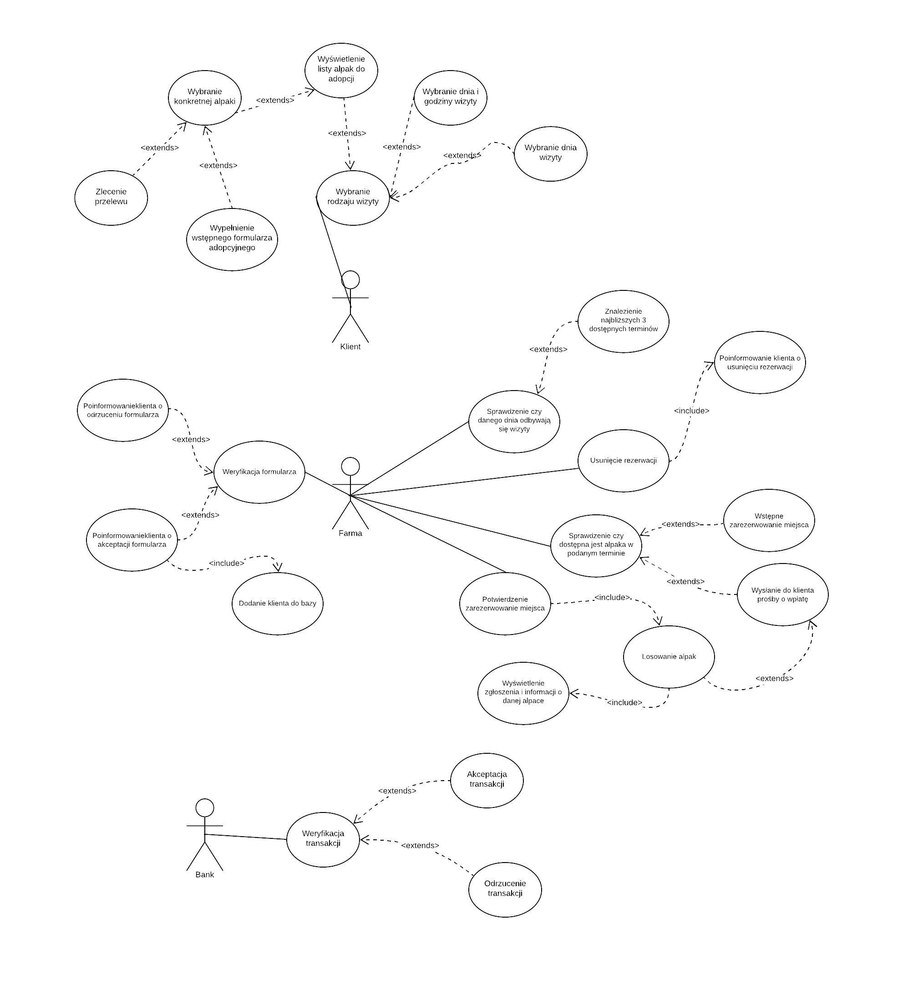 Wyświetlenie
listy alpak do
adopcji
Wybranie
konkretnej alpaki
<extends>
Wybranie dnia i
godziny wizyty
<extends>
<extends>
<extends>
<extends>
<extends>
<extends>
Wybranie dnia
wizyty
Zlecenie
przelewu
Wybranie
rodzaju wizyty
Wypełnienie
wstępnego formularza
adopcyjnego
Klient
Znalezienie
najbliższych 3
dostępnych terminów
<extends>
Poinformowanie klienta o
usunięciu rezerwacji
Poinformowanieklienta o
odrzuceniu formularza
Sprawdzenie czy
danego dnia odbywają
się wizyty
<include>
<extends>
Weryfikacja formularza
Usunięcie rezerwacji
<extends>
Farma
Wstępne
zarezerwowanie miejsca
<extends>
Poinformowanieklienta o
akceptacji formularza
Sprawdzenie czy
dostępna jest alpaka w
podanym terminie
<include>
<extends>
Dodanie klienta do bazy
Potwierdzenie
zarezerwowanie miejsca
<include>
Wysłanie do klienta
prośby o wpłatę
Losowanie alpak
<extends>
Wyświetlenie
zgłoszenia i informacji o
danej alpace
<include>
Akceptacja
transakcji
<extends>
Weryfikacja
transakcji
<extends>
Bank
Odrzucenie
transakcji